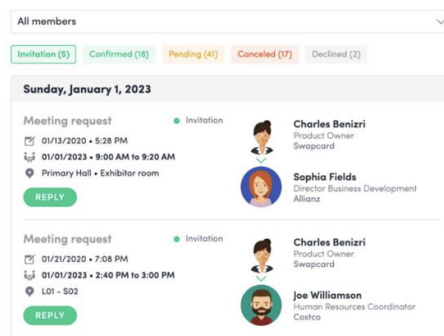 All members
Invitation (5) Confirmed (18) Pending (41) Canceled (17) Declined (2)
Sunday, January 1, 2023
Meeting request
Invitation
01/13/2020 • 5:28 PM
01/01/2023 • 9:00 AM to 9:20 AM
Primary Hall • Exhibitor room
REPLY
Charles Benizri
Product Owner
Swapcard
Sophia Fields
Director Business Development
Allianz
Meeting request
Invitation
01/21/2020 • 7:08 PM
01/01/2023 • 2:40 PM to 3:00 PM
L01 - S02
REPLY
Charles Benizri
Product Owner
Swapcard
Joe Williamson
Human Resources Coordinator
Costco